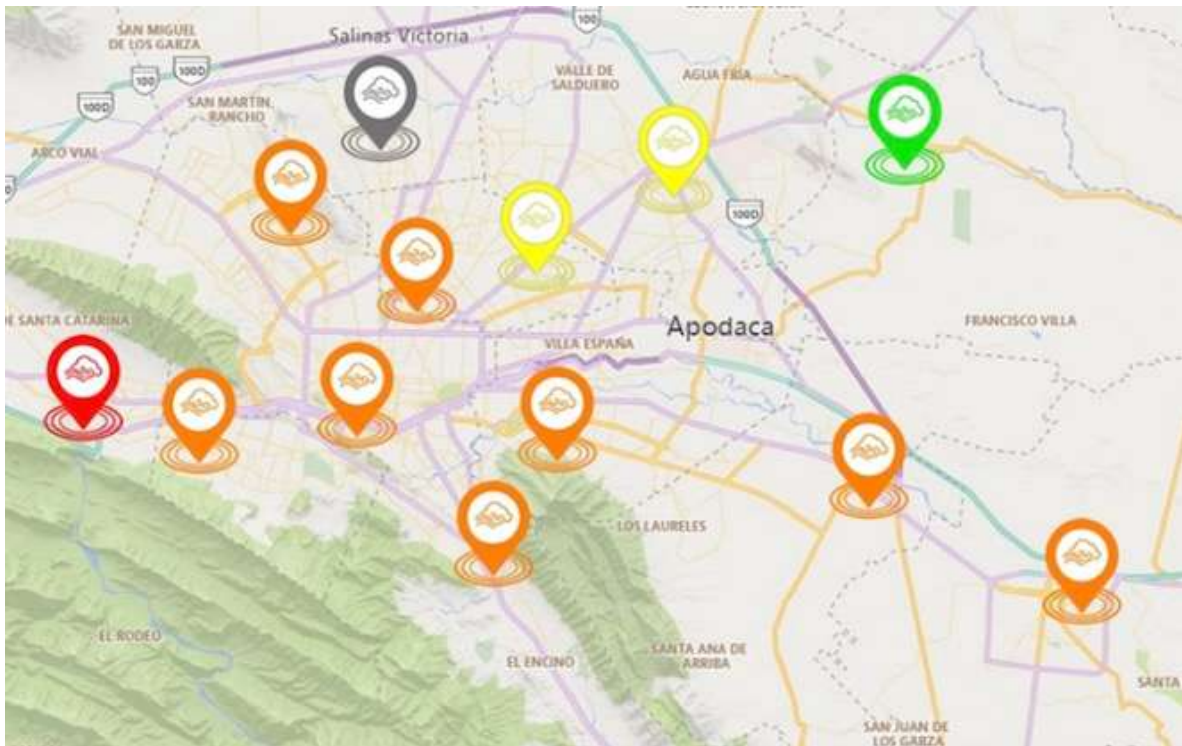 SAN MIGUEL
DE LOS GARZA
Salinas Victoria
100
100D
100
100D
VALLE DE
SALDUERO
AGUA FRÍA
SAN MARTIN
RANCHO
ARCO VIAL
100D
DE SANTA CATARINA
Apodaca
FRANCISCO VILLA
VILLA ESPAÑA
LOS LAURELES
EL RODEO
EL ENCINO
SANTA ANA DE
ARRIBA
SANTA
SAN JUAN DE
LOS GARZA